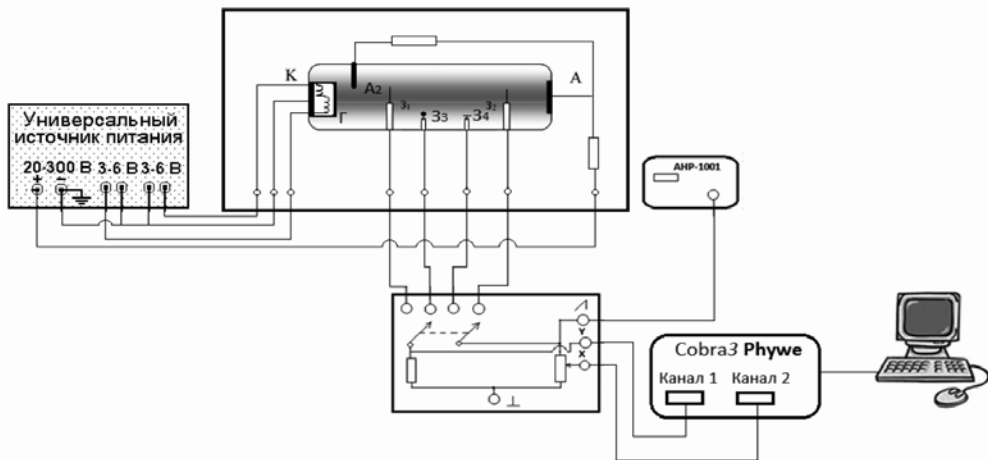 К
А
А2
Г
З1
З3
З4
З2
Универсальный
источник питания
20-300 В 3-6 В 3-6 В
+ −
АНР-1001
Y
X
⊥
Cobra3 Phywe
Канал 1 Канал 2